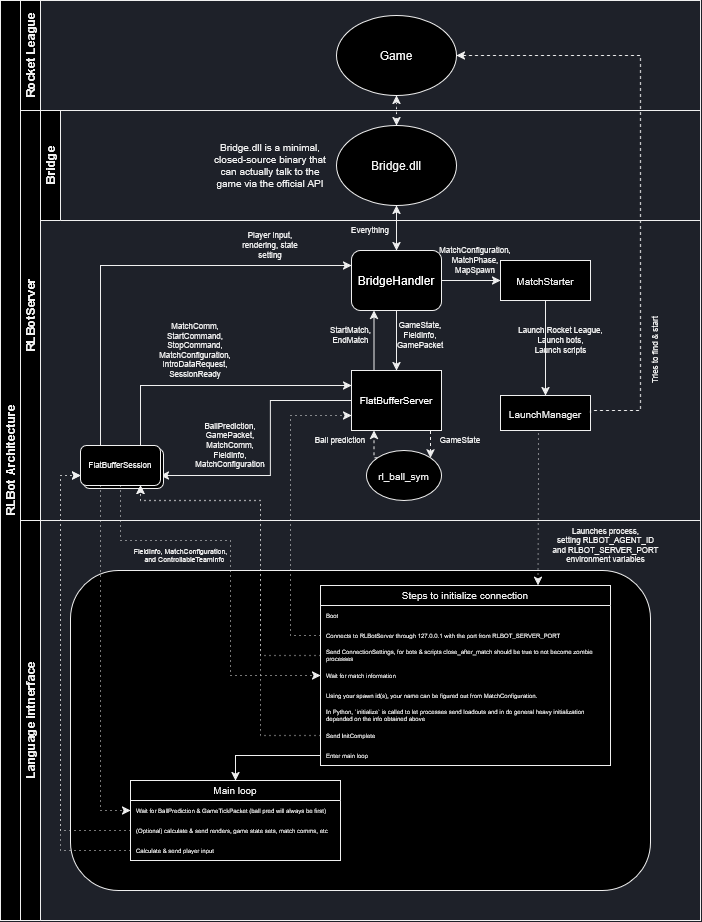 RLBot Architecture
Rocket League
Game
Bridge
Bridge.dll is a minimal,
closed-source binary that
can actually talk to the
game via the official API
Bridge.dll
RLBotServer
Everything
Player input,
rendering, state
setting
BridgeHandler
MatchConfiguration,
MatchPhase,
MapSpawn
MatchStarter
MatchComm,
StartCommand,
StopCommand,
MatchConfiguration,
IntroDataRequest,
SessionReady
StartMatch,
EndMatch
GameState,
FieldInfo,
GamePacket
Launch Rocket League,
Launch bots,
Launch scripts
Tries to find & start
FlatBufferServer
LaunchManager
BallPrediction,
GamePacket,
MatchComm,
FieldInfo,
MatchConfiguration
Ball prediction
GameState
FlatBufferSession
rl_ball_sym
Language Intnerface
Launches process,
setting RLBOT_AGENT_ID
and RLBOT_SERVER_PORT
environment variables
FieldInfo, MatchConfiguration,
and ControllableTeamInfo
Steps to initialize connection
Boot
Connects to RLBotServer through 127.0.0.1 with the port from RLBOT_SERVER_PORT
Send ConnectionSettings, for bots & scripts close_after_match should be true to not become zombie
processes
Wait for match information
Using your spawn id(s), your name can be figured out from MatchConfiguration.
In Python, `initialize` is called to let processes send loadouts and in do general heavy initialization
depended on the info obtained above
Send InitComplete
Enter main loop
Main loop
Wait for BallPrediction & GameTickPacket (ball pred will always be first)
(Optional) calculate & send renders, game state sets, match comms, etc
Calculate & send player input